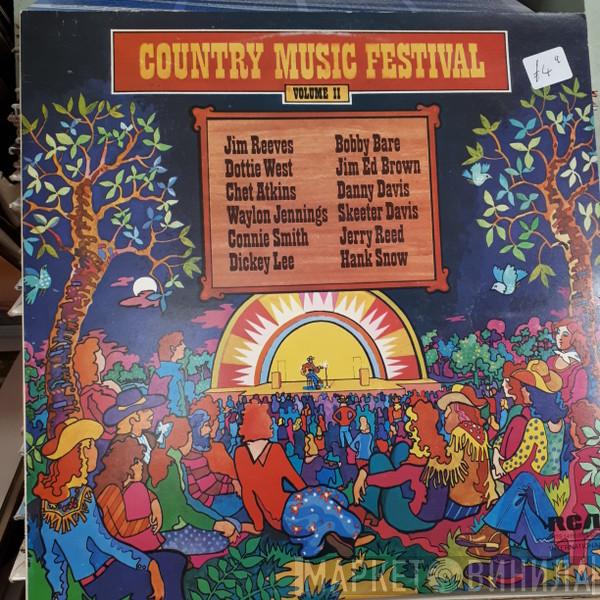 COUNTRY MUSIC FESTIVAL
VOLUME II
£4
Jim Reeves
Dottie West
Chet Atkins
Waylon Jennings
Connie Smith
Dickey Lee
Bobby Bare
Jim Ed Brown
Danny Davis
Skeeter Davis
Jerry Reed
Hank Snow
RCA
МАРКЕТ ВИНИЛА